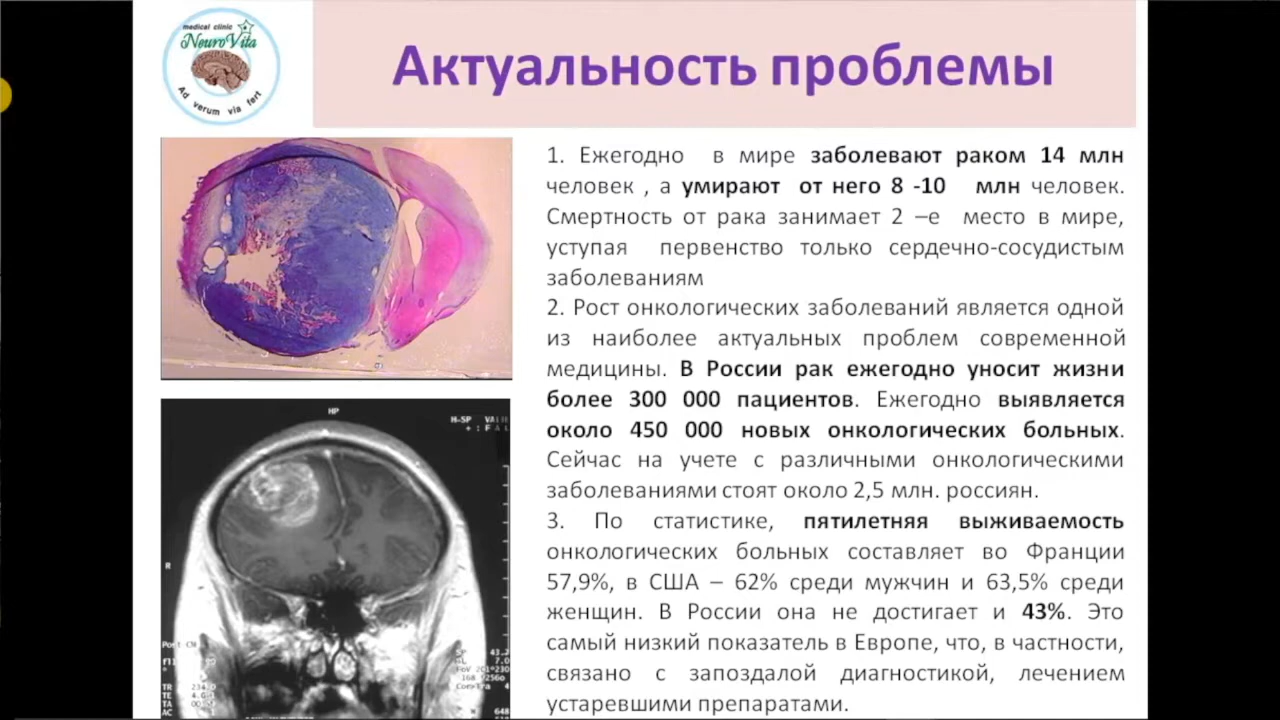 medical clinic
NeuroVita
Ad verum via fert
Актуальность проблемы
1. Ежегодно в мире заболевают раком 14 млн
человек , а умирают от него 8 -10 млн человек.
Смертность от рака занимает 2 –е место в мире,
уступая первенство только сердечно-сосудистым
заболеваниям
2. Рост онкологических заболеваний является одной
из наиболее актуальных проблем современной
медицины. В России рак ежегодно уносит жизни
более 300 000 пациентов. Ежегодно выявляется
около 450 000 новых онкологических больных.
Сейчас на учете с различными онкологическими
заболеваниями стоят около 2,5 млн. россиян.
3. По статистике, пятилетняя выживаемость
онкологических больных составляет во Франции
57,9%, в США – 62% среди мужчин и 63,5% среди
женщин. В России она не достигает и 43%. Это
самый низкий показатель в Европе, что, в частности,
связано с запоздалой диагностикой, лечением
устаревшими препаратами.
HP
H-SP
R
TR
TE
TA
AC
SP